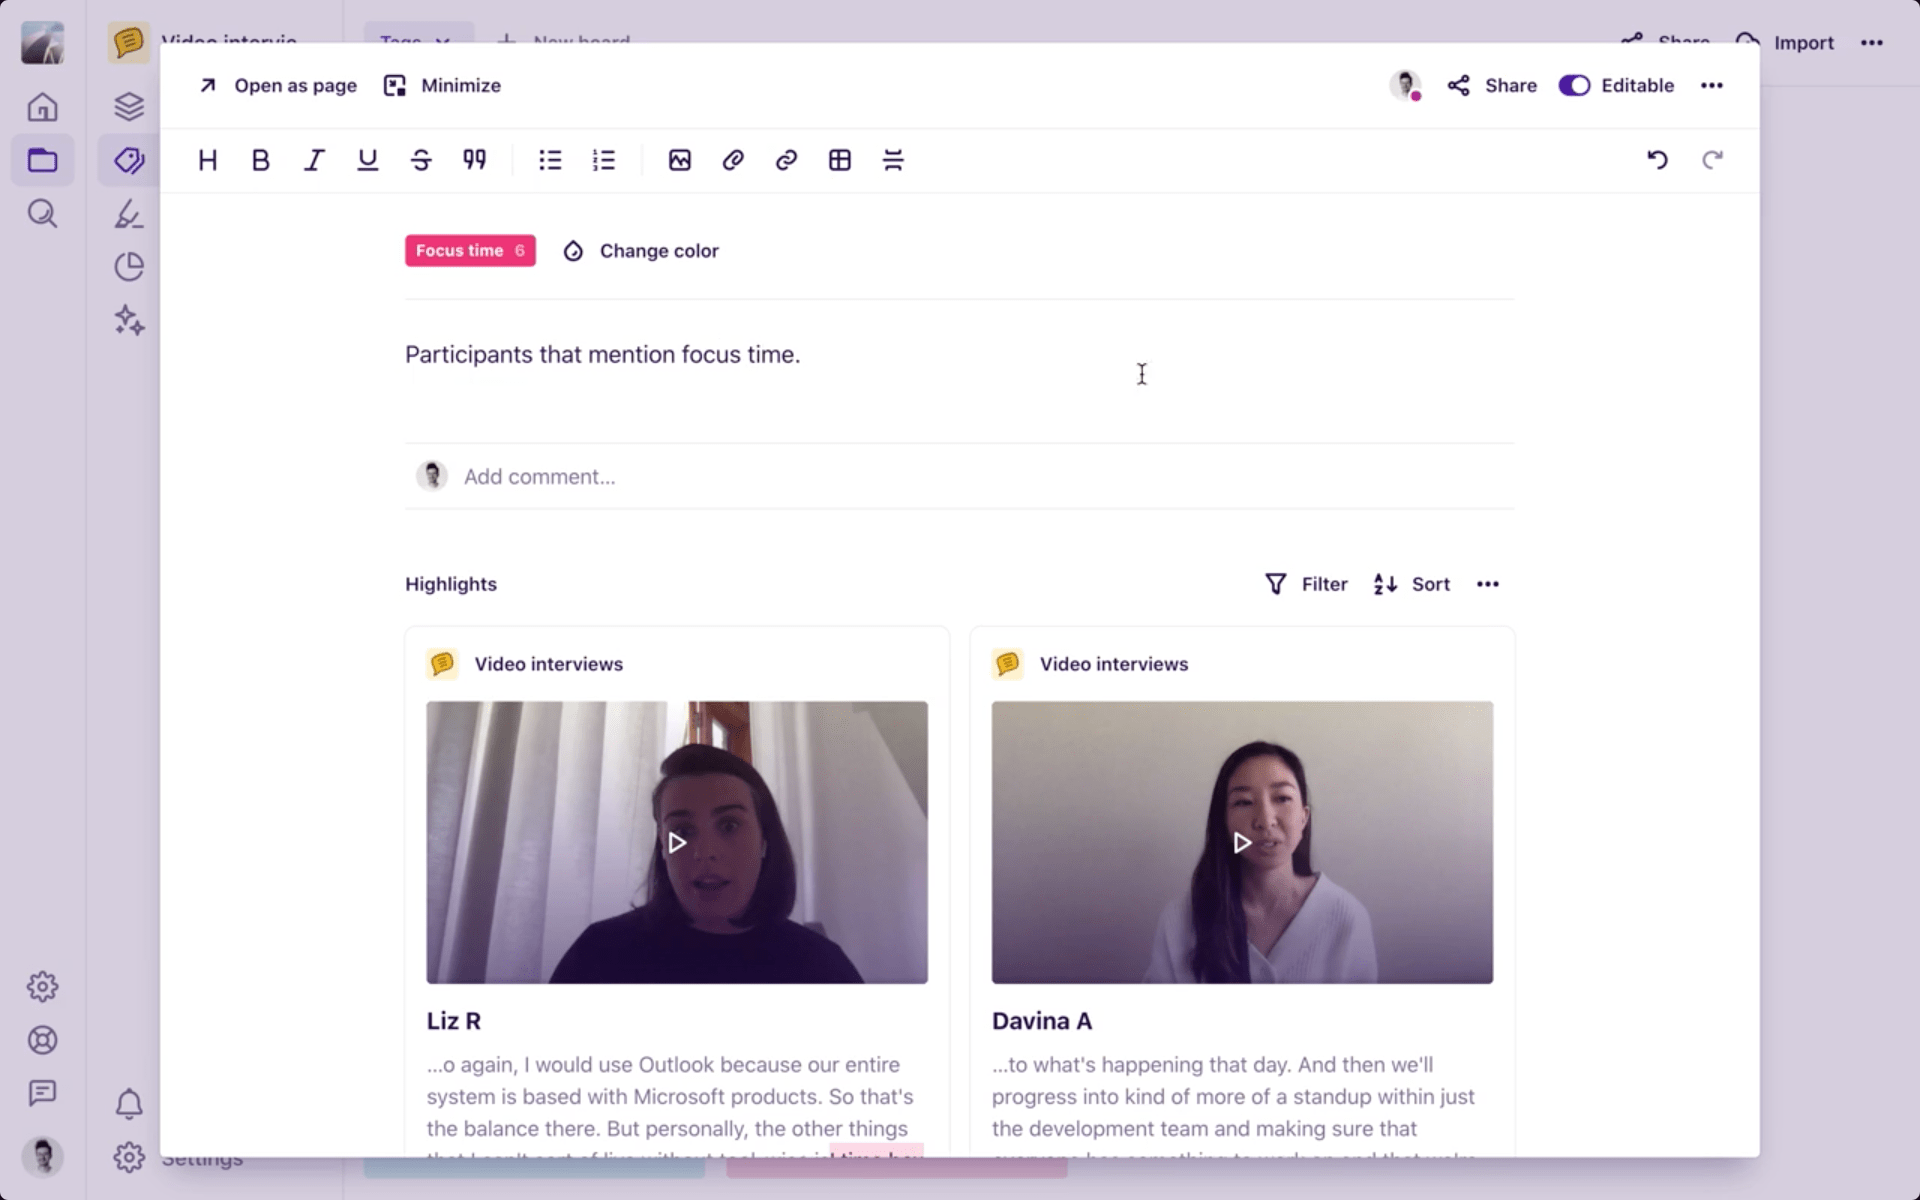 Video intervie
Tags
New board
Share
Import
Open as page
Minimize
Share
Editable
H B I U S 99
Focus time 6
Change color
Participants that mention focus time.
Add comment...
Highlights
Filter
Sort
Video interviews
Video interviews
Liz R
...o again, I would use Outlook because our entire
system is based with Microsoft products. So that's
the balance there. But personally, the other things
Davina A
...to what's happening that day. And then we'll
progress into kind of more of a standup within just
the development team and making sure that
Settings